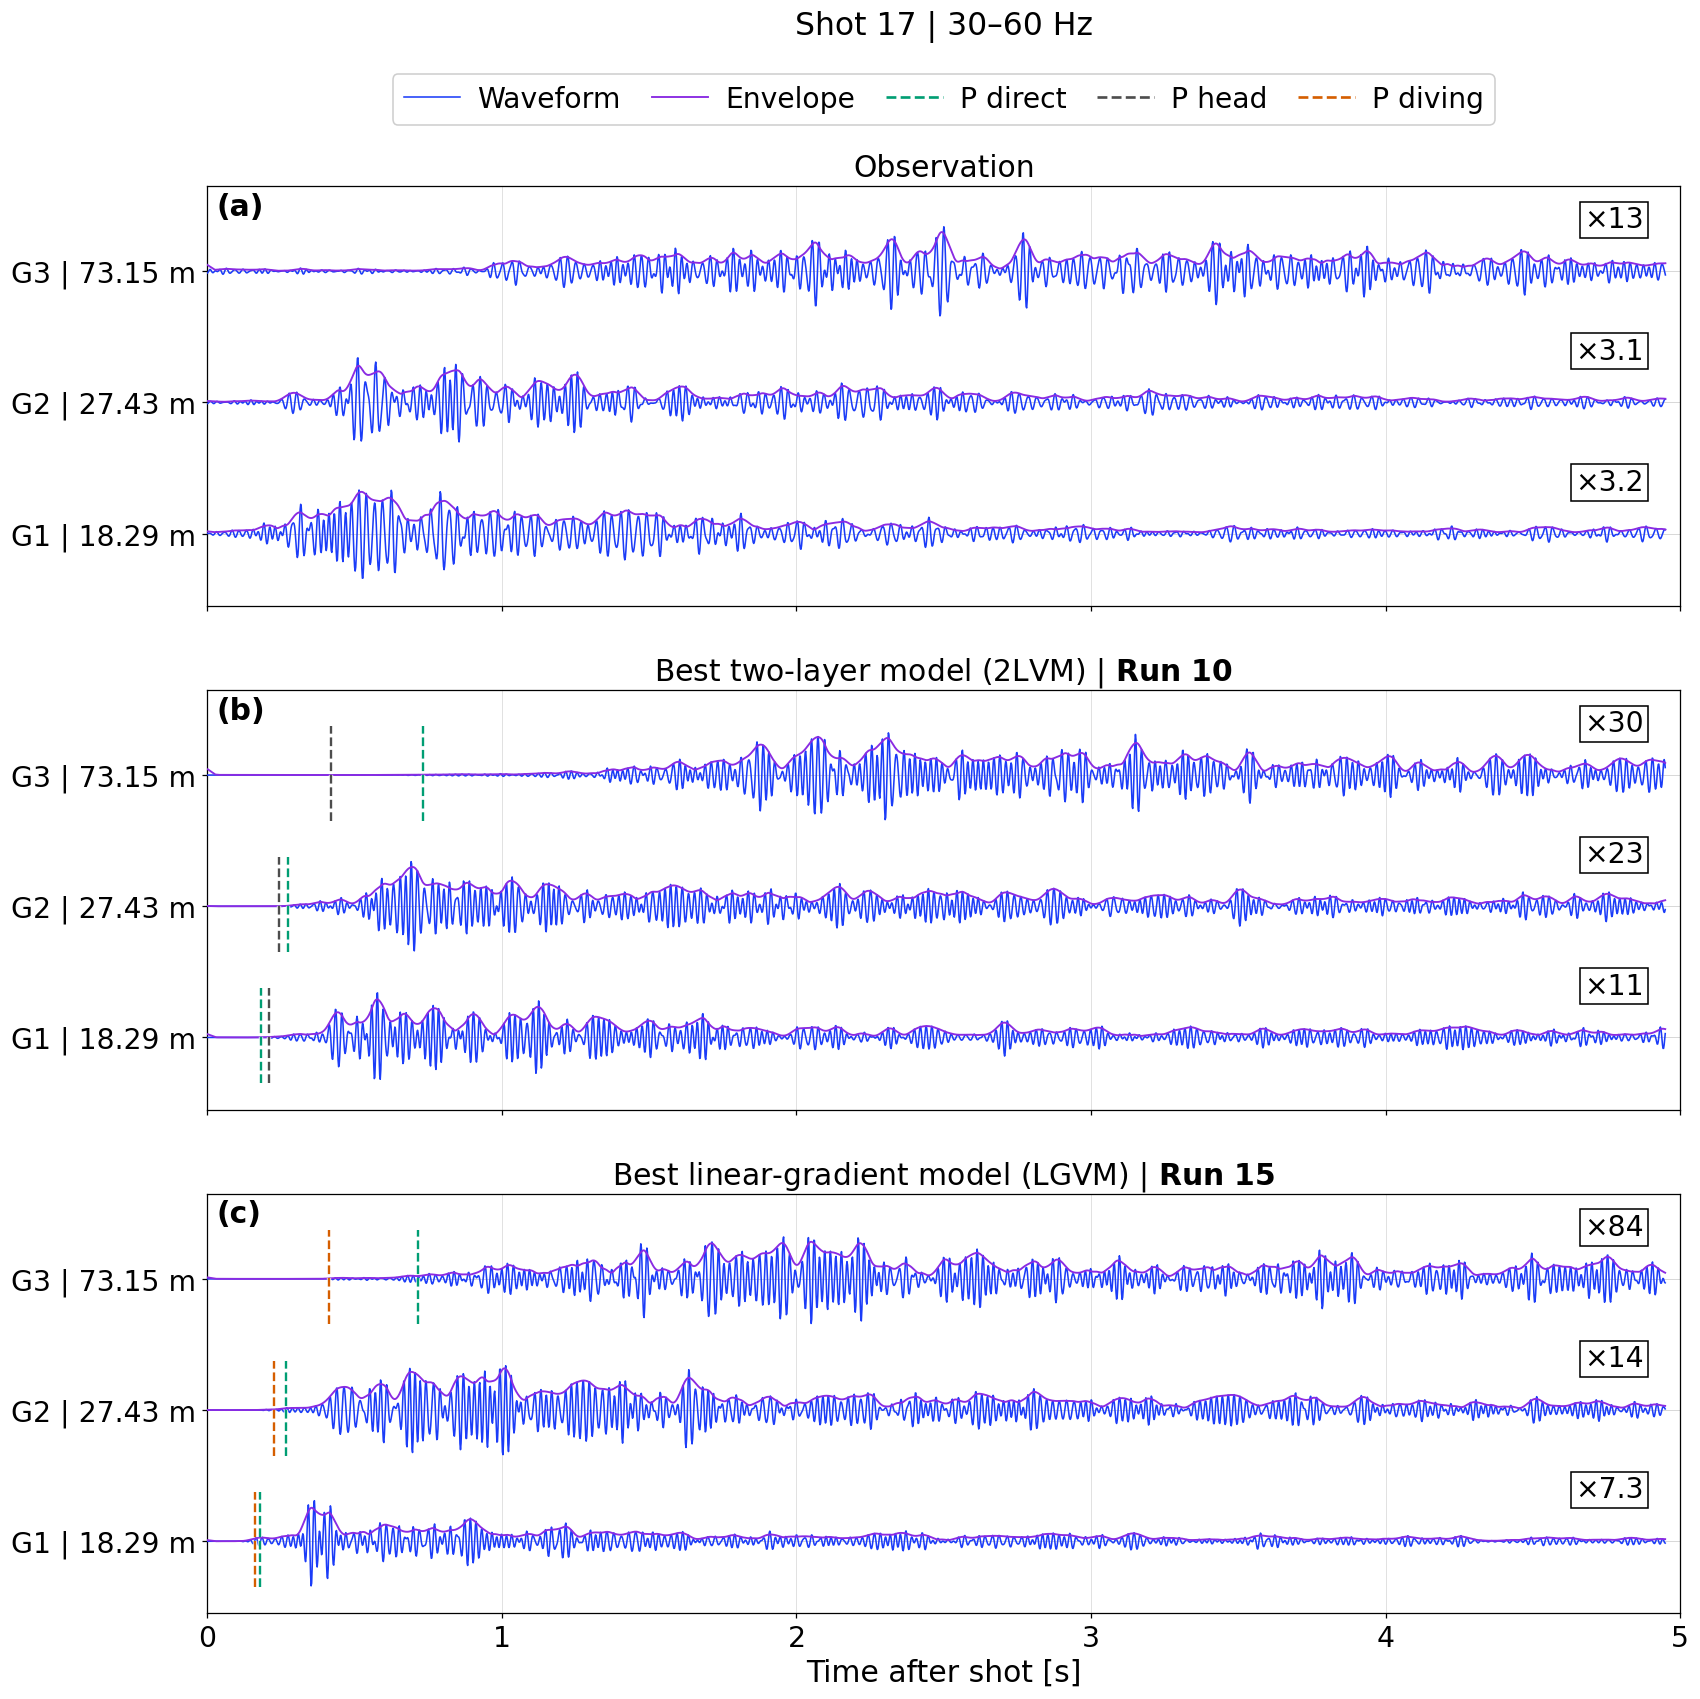 Shot 17 | 30–60 Hz
Waveform Envelope P direct P head P diving
Observation
(a)
×13
G3 | 73.15 m
×3.1
G2 | 27.43 m
×3.2
G1 | 18.29 m
Best two-layer model (2LVM) | Run 10
(b)
×30
G3 | 73.15 m
×23
G2 | 27.43 m
×11
G1 | 18.29 m
Best linear-gradient model (LGVM) | Run 15
(c)
×84
G3 | 73.15 m
×14
G2 | 27.43 m
×7.3
G1 | 18.29 m
0 1 2 3 4 5
Time after shot [s]